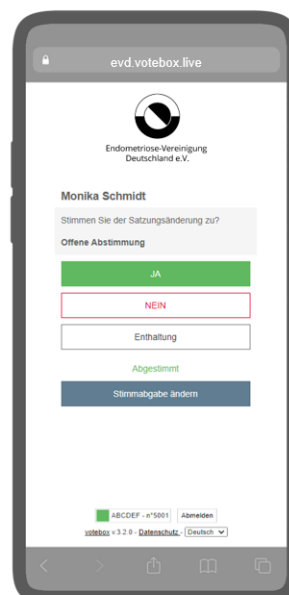 evd.votebox.live
Endometriose-Vereinigung
Deutschland e.V.
Monika Schmidt
Stimmen Sie der Satzungsänderung zu?
Offene Abstimmung
JA
NEIN
Enthaltung
Abgestimmt
Stimmabgabe ändern
ABCDEF - n°5001 Abmelden
votebox v 3.2.0 - Datenschutz - Deutsch